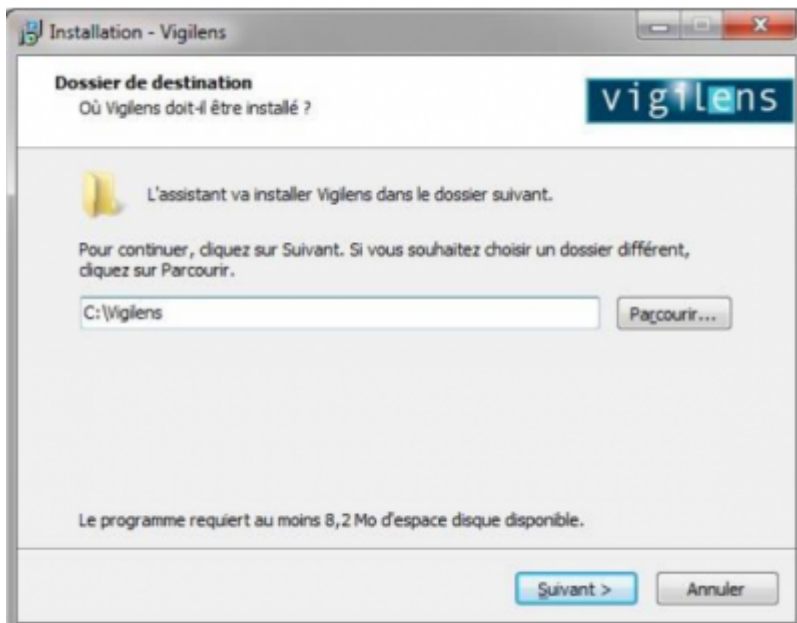 Installation - Vigilens
Dossier de destination
Où Vigilens doit-il être installé ?
vigilens
L'assistant va installer Vigilens dans le dossier suivant.
Pour continuer, cliquez sur Suivant. Si vous souhaitez choisir un dossier différent,
cliquez sur Parcourir.
C:\Vigilens
Parcourir...
Le programme requiert au moins 8,2 Mo d'espace disque disponible.
Suivant >
Annuler